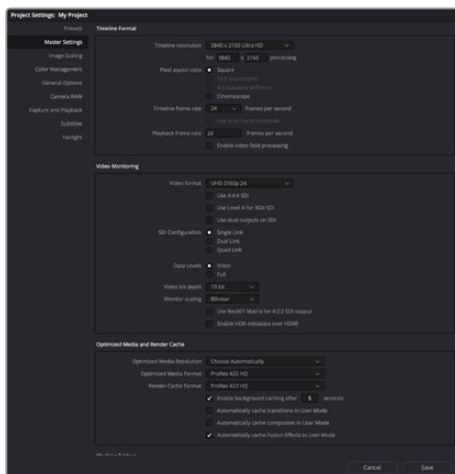 Project Settings: My Project
Presets
Master Settings
Image Scaling
Color Management
General Options
Camera RAW
Capture and Playback
Subtitles
Fairlight
Timeline Format
Timeline resolution 3840 x 2160 Ultra HD
For 3840 x 2160 processing
Pixel aspect ratio Square
16:9 anamorphic
4:3 standard definition
Cinemascope
Timeline frame rate 24 frames per second
Use drop frame timecode
Playback frame rate 24 frames per second
Enable video field processing
Video Monitoring
Video format UHD 2160p 24
Use 4:4:4 SDI
Use Level A for 3Gb SDI
Use dual outputs on SDI
SDI Configuration Single Link
Dual Link
Quad Link
Data Levels Video
Full
Video bit depth 10 bit
Monitor scaling Bilinear
Use Rec601 Matrix for 4:2:2 SDI output
Enable HDR metadata over HDMI
Optimized Media and Render Cache
Optimized Media Resolution Choose Automatically
Optimized Media Format ProRes 422 HQ
Render Cache Format ProRes 422 HQ
Enable background caching after 5 seconds
Automatically cache transitions in User Mode
Automatically cache composites in User Mode
Automatically cache Fusion Effects in User Mode
Cancel Save